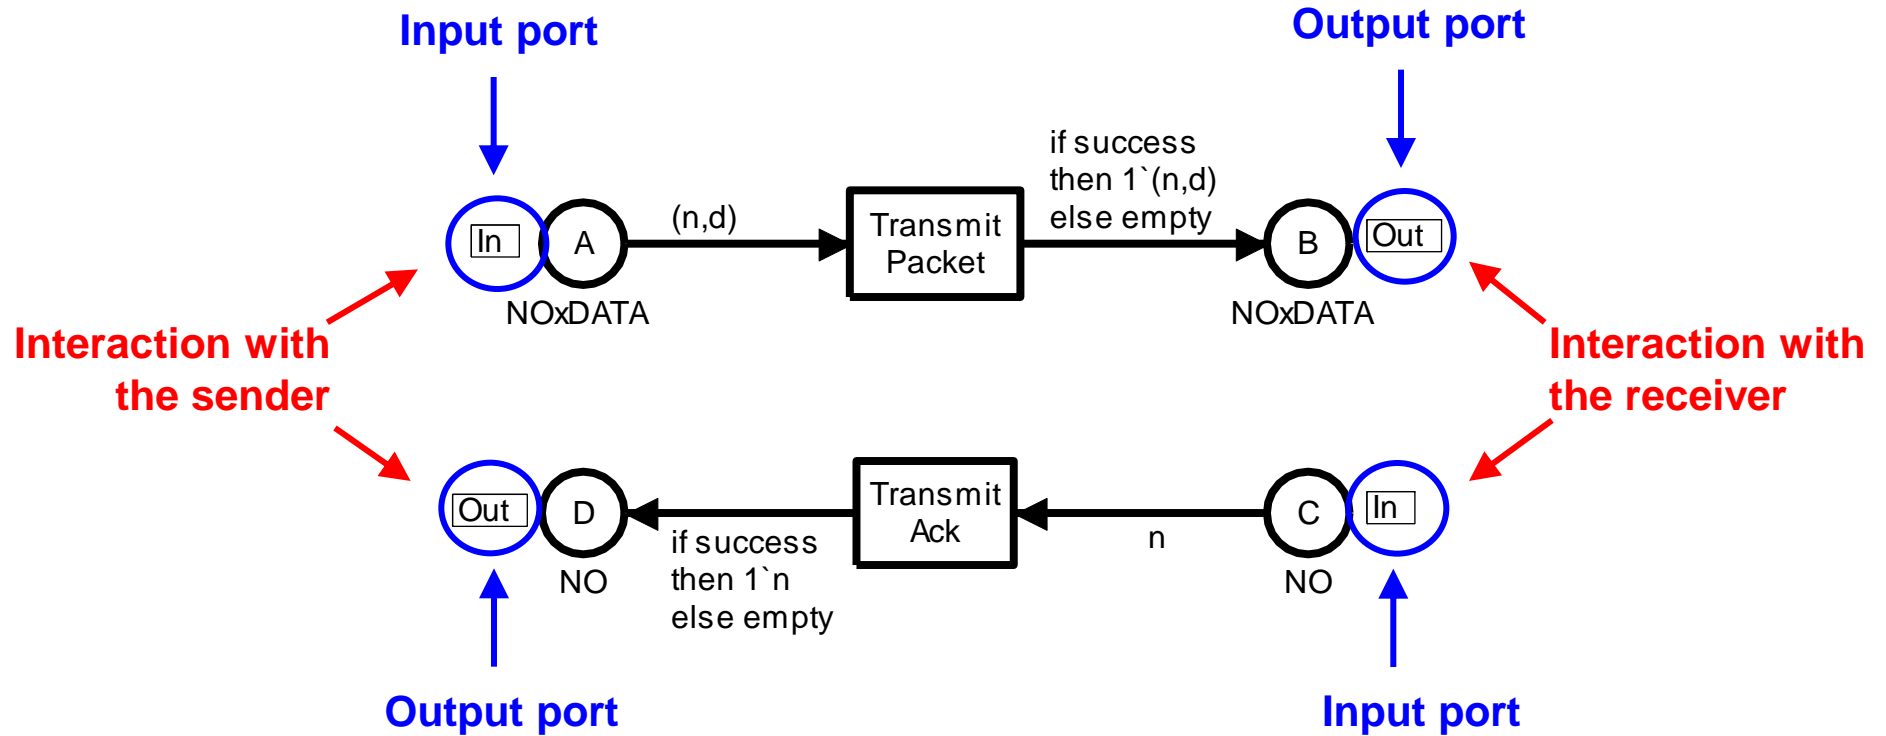 Input port
Output port
if success
then 1`(n,d)
else empty
(n,d)
In
A
Transmit
Packet
B
Out
NOxDATA
NOxDATA
Interaction with
the sender
Interaction with
the receiver
Out
D
Transmit
Ack
C
In
if success
then 1`n
else empty
n
NO
NO
Output port
Input port